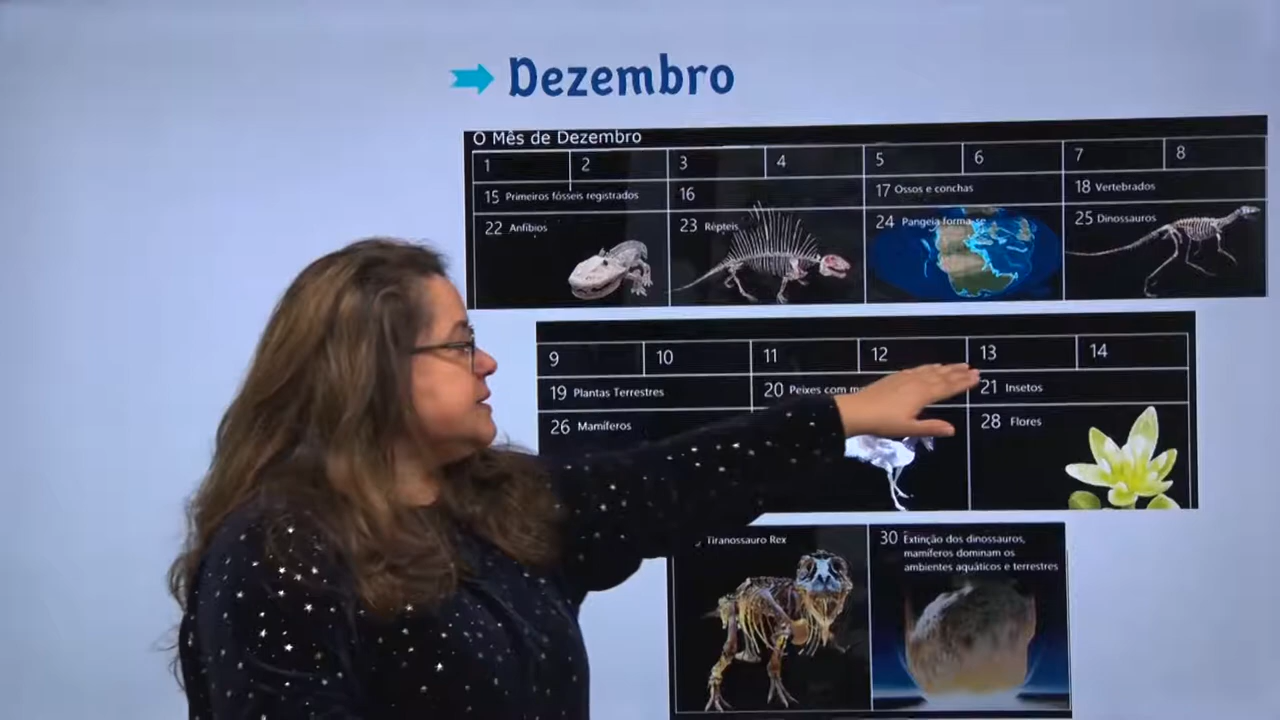 Dezembro
O Mês de Dezembro
1 2 3 4 5 6 7 8
15 Primeiros fósseis registrados 16 17 Ossos e conchas 18 Vertebrados
22 Anfíbios 23 Répteis 24 Pangeia forma-se 25 Dinossauros
9 10 11 12 13 14
19 Plantas Terrestres 20 Peixes com 21 Insetos
26 Mamíferos 28 Flores
Tiranossauro Rex 30 Extinção dos dinossauros,
mamíferos dominam os
ambientes aquáticos e terrestres